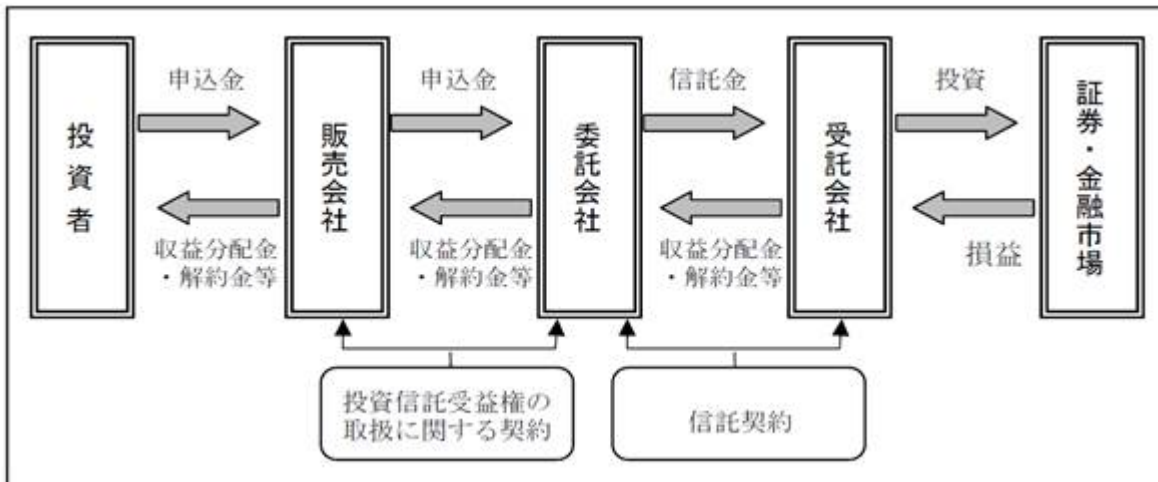 投資者
申込金
収益分配金
・解約金等
販売会社
申込金
収益分配金
・解約金等
委託会社
信託金
収益分配金
・解約金等
受託会社
投資
損益
証券・金融市場
投資信託受益権の
取扱に関する契約
信託契約